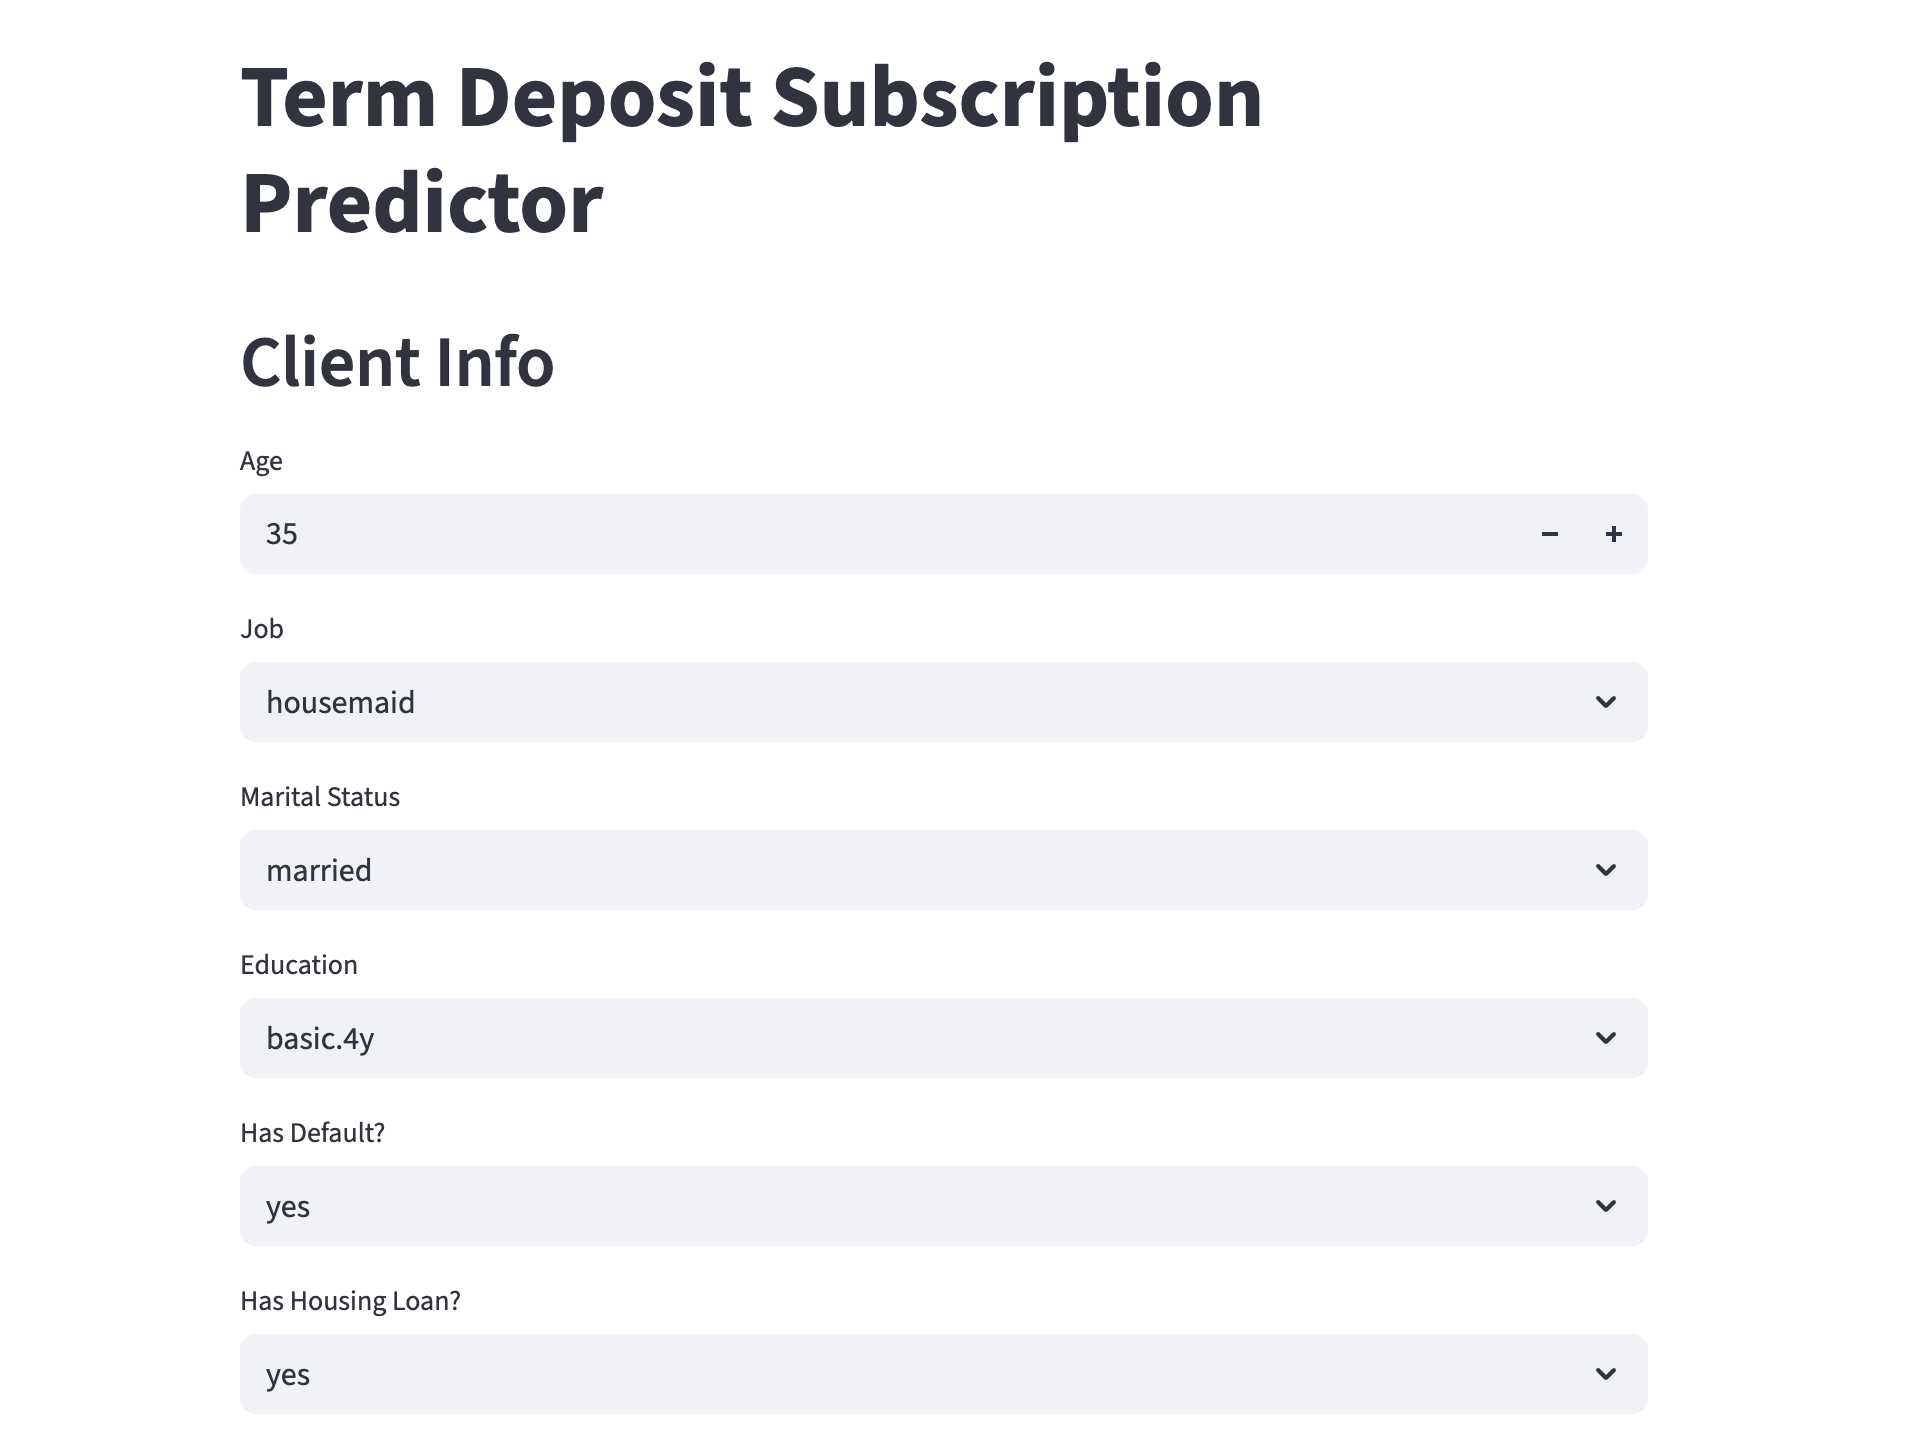 Term Deposit Subscription
Predictor
Client Info
Age
35
Job
housemaid
Marital Status
married
Education
basic.4y
Has Default?
yes
Has Housing Loan?
yes